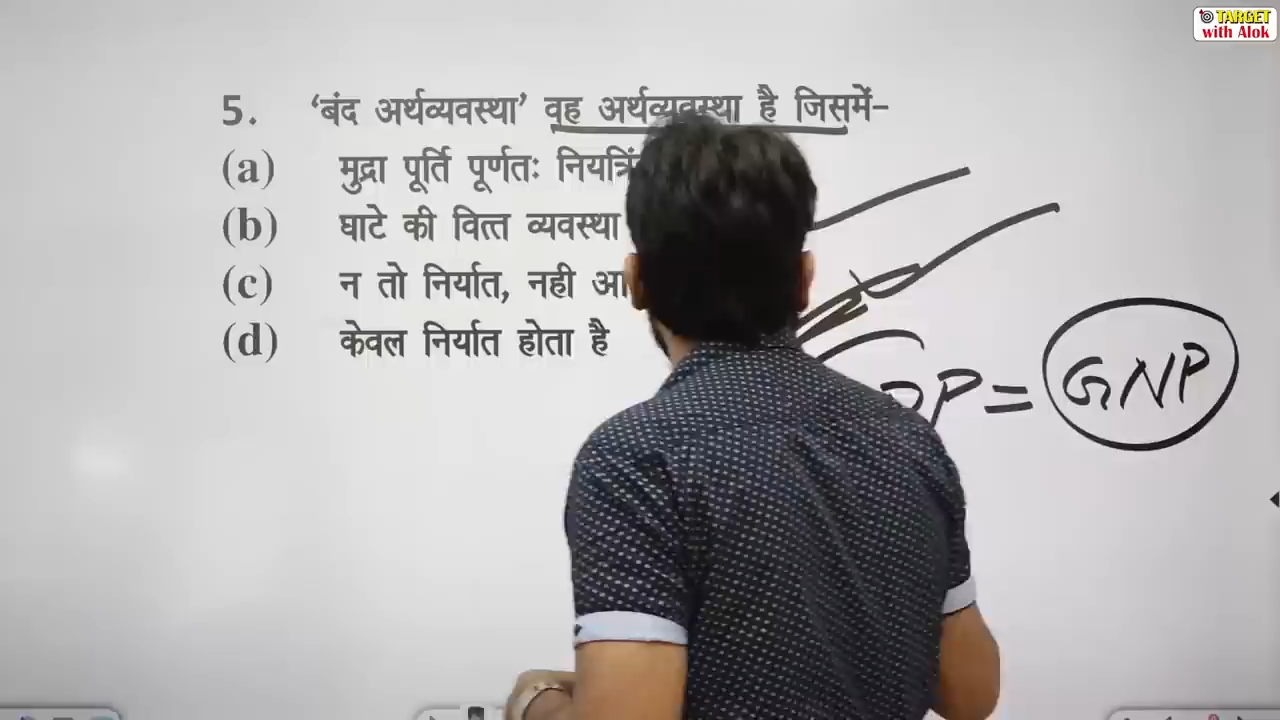 TARGET
with Alok
5. ‘बंद अर्थव्यवस्था’ वह अर्थव्यवस्था है जिसमें-
(a) मुद्रा पूर्ति पूर्णतः
(b) घाटे की वित्त व्यवस्था
(c) न तो निर्यात, नही
(d) केवल निर्यात होता है
= GNP